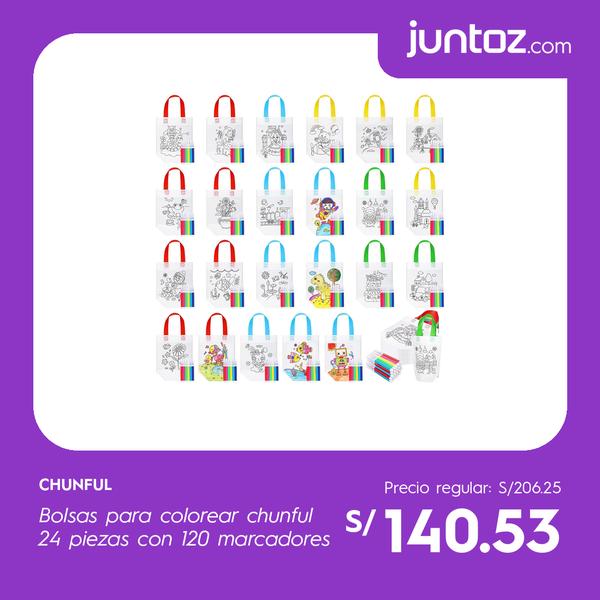 juntoz.com
CHUNFUL
Bolsas para colorear chunful
24 piezas con 120 marcadores
Precio regular: S/206.25
S/140.53